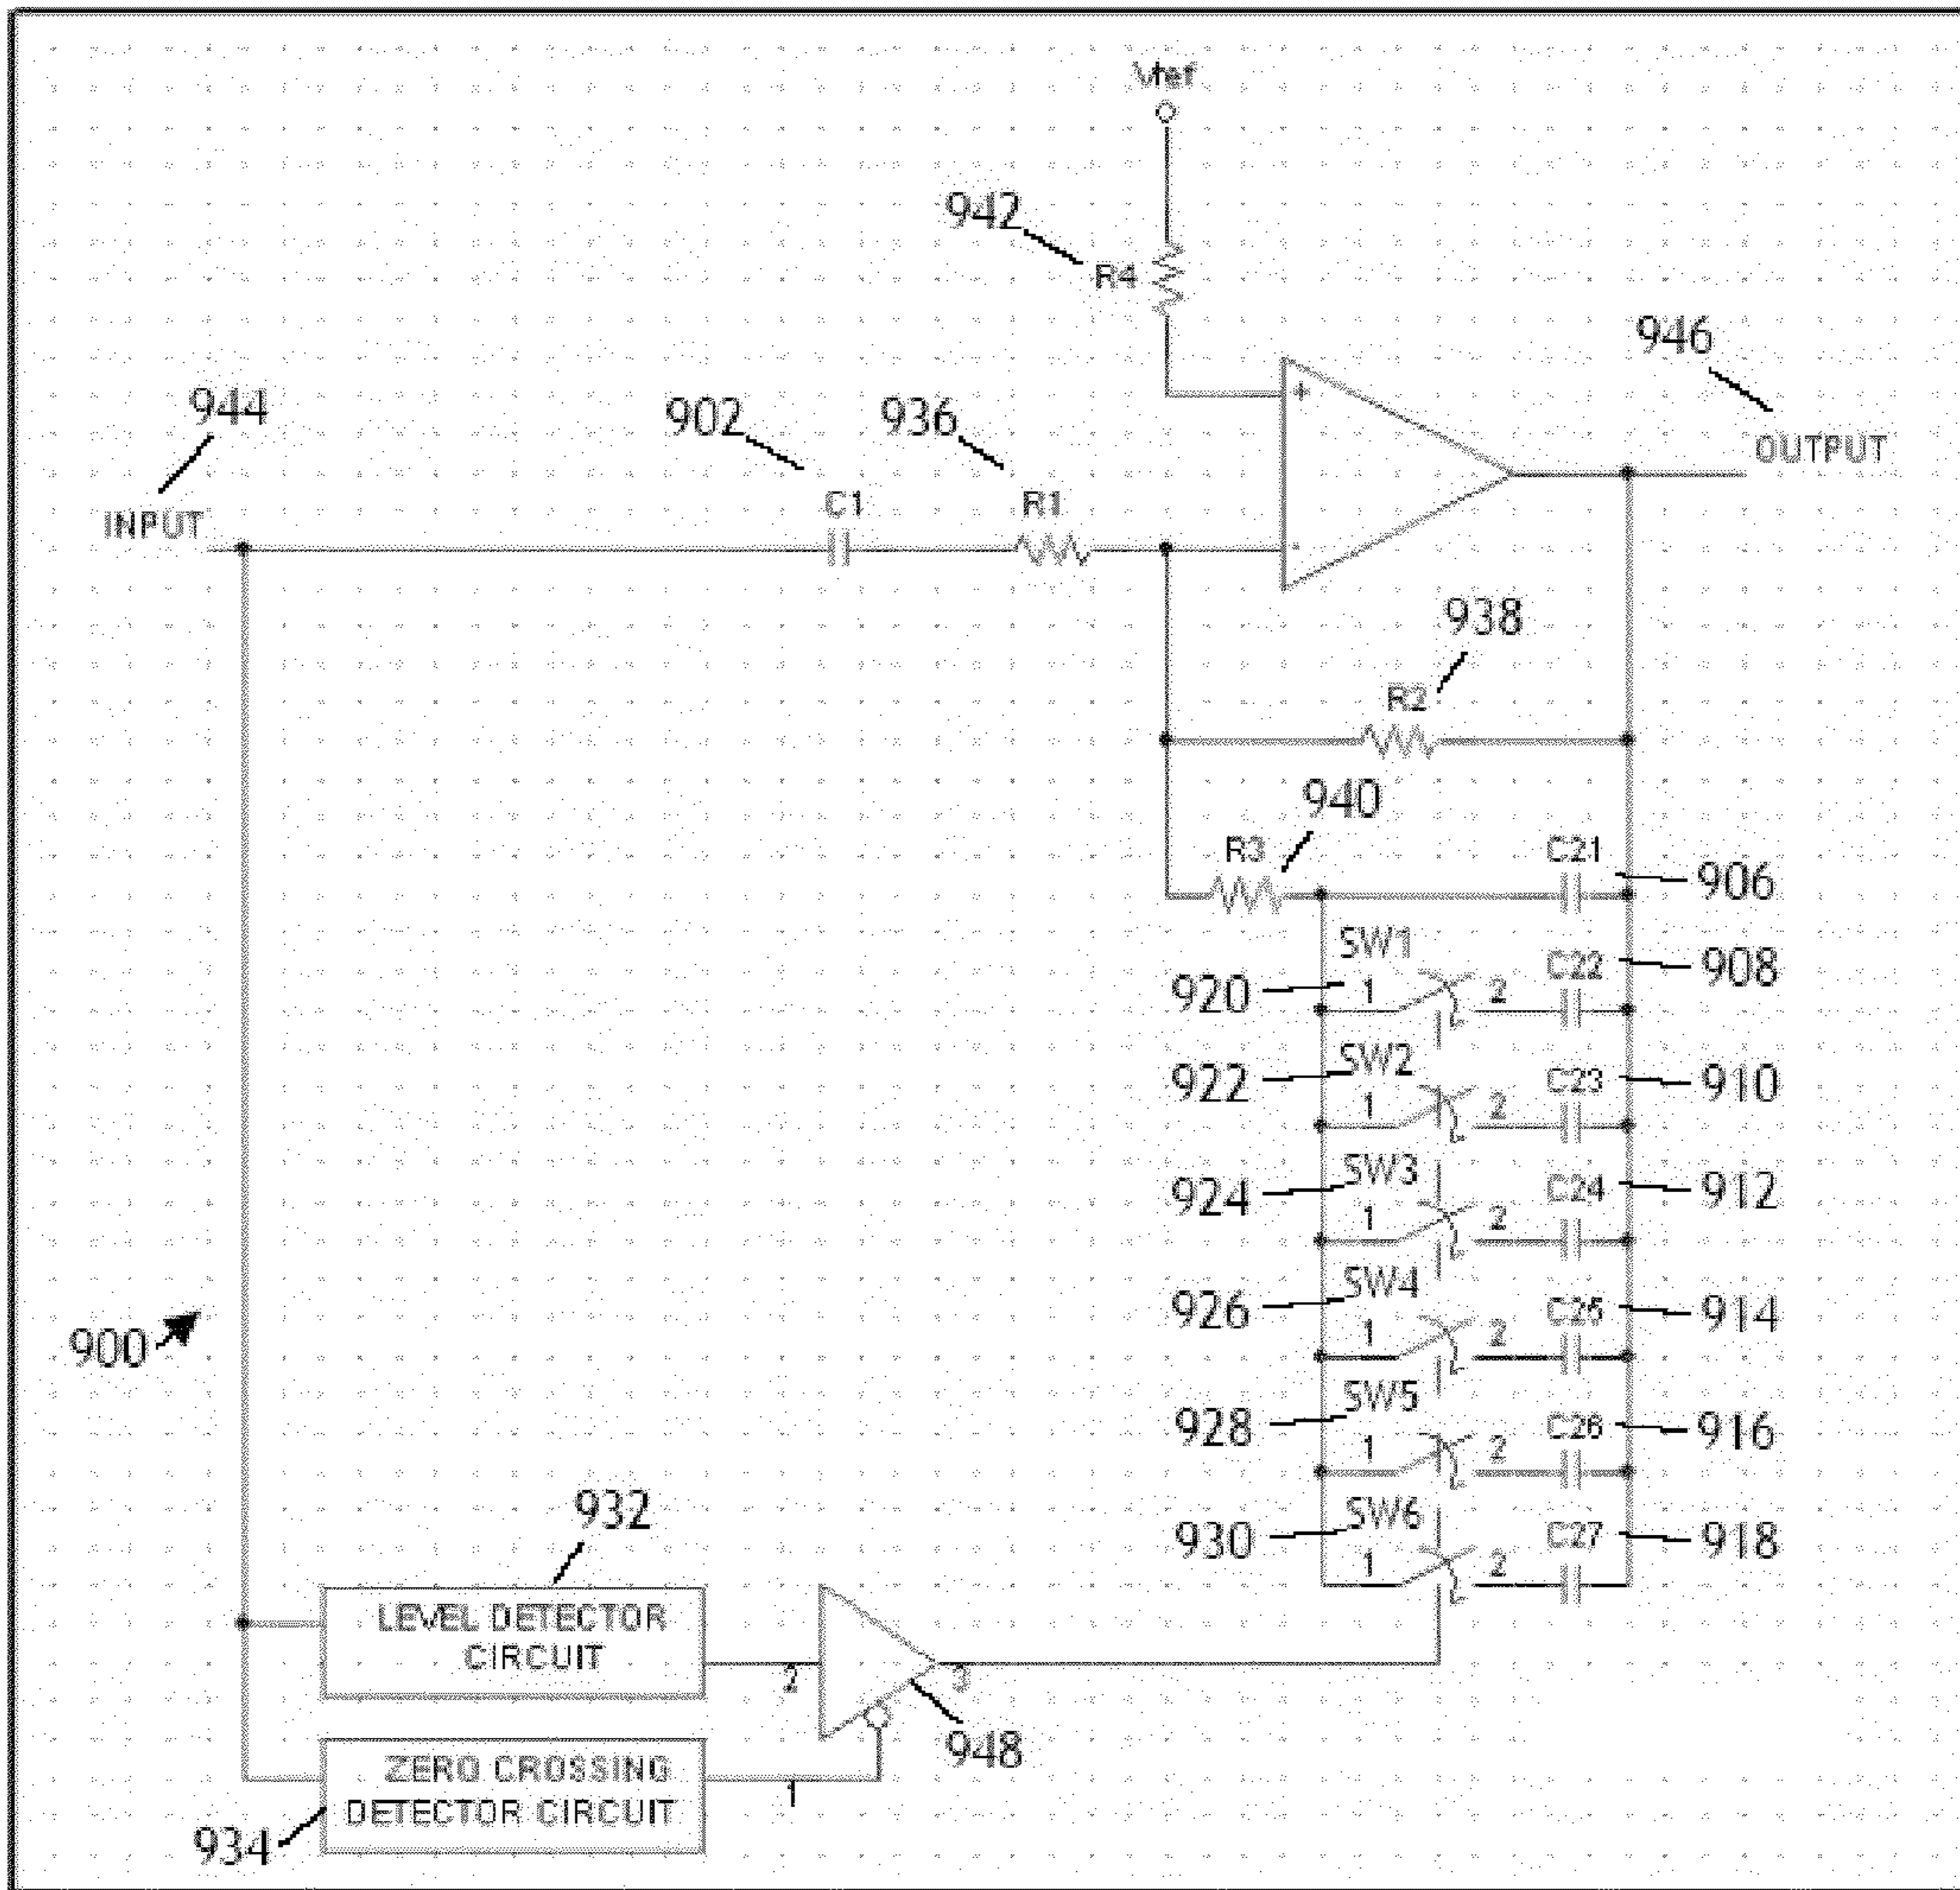 Vref
942
R4
946
944
902
936
+
OUTPUT
INPUT
C1
R1
-
938
R2
940
R3
C21
906
SW1
C22
908
920
1
2
SW2
922
C23
910
1
2
SW3
924
C24
912
1
2
SW4
926
C25
914
1
2
900
SW5
928
C26
916
1
2
932
SW6
930
C27
918
1
2
LEVEL DETECTOR
CIRCUIT
2
3
948
ZERO CROSSING
DETECTOR CIRCUIT
1
934